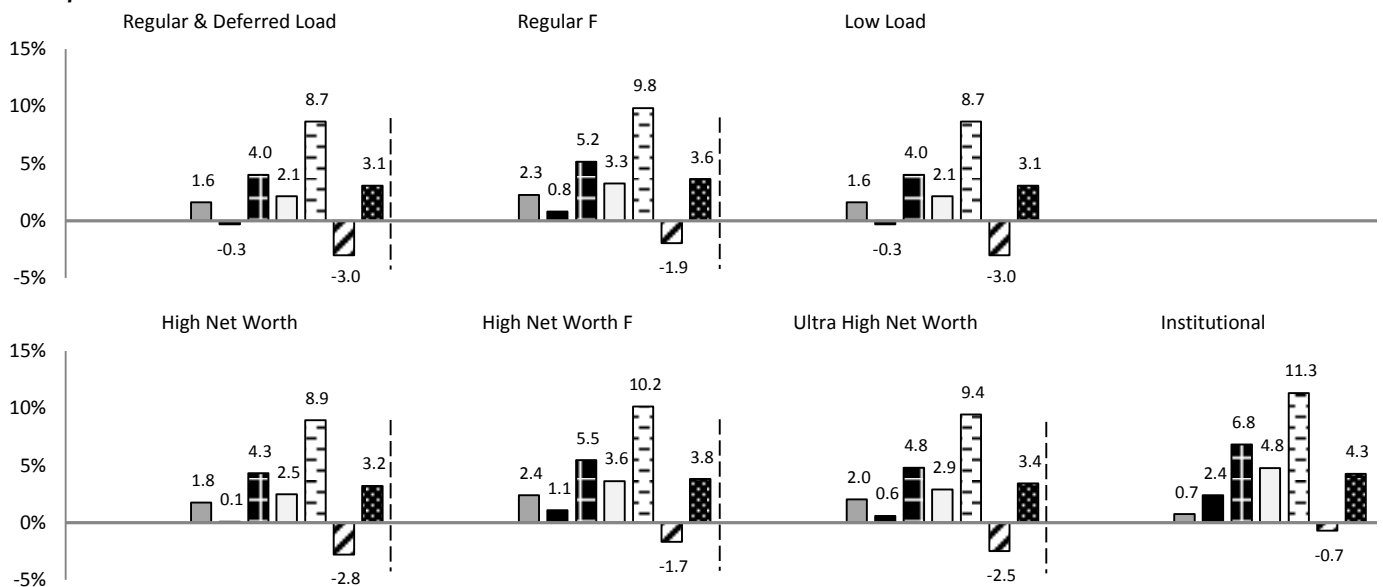 Regular & Deferred Load Regular F Low Load
15%
10%
5%
0%
-5%
1.6 -0.3 4.0 2.1 8.7 -3.0 3.1
2.3 0.8 5.2 3.3 9.8 -1.9 3.6
1.6 -0.3 4.0 2.1 8.7 -3.0 3.1
High Net Worth High Net Worth F Ultra High Net Worth Institutional
15%
10%
5%
0%
-5%
1.8 0.1 4.3 2.5 8.9 -2.8 3.2
2.4 1.1 5.5 3.6 10.2 -1.7 3.8
2.0 0.6 4.8 2.9 9.4 -2.5 3.4
0.7 2.4 6.8 4.8 11.3 -0.7 4.3